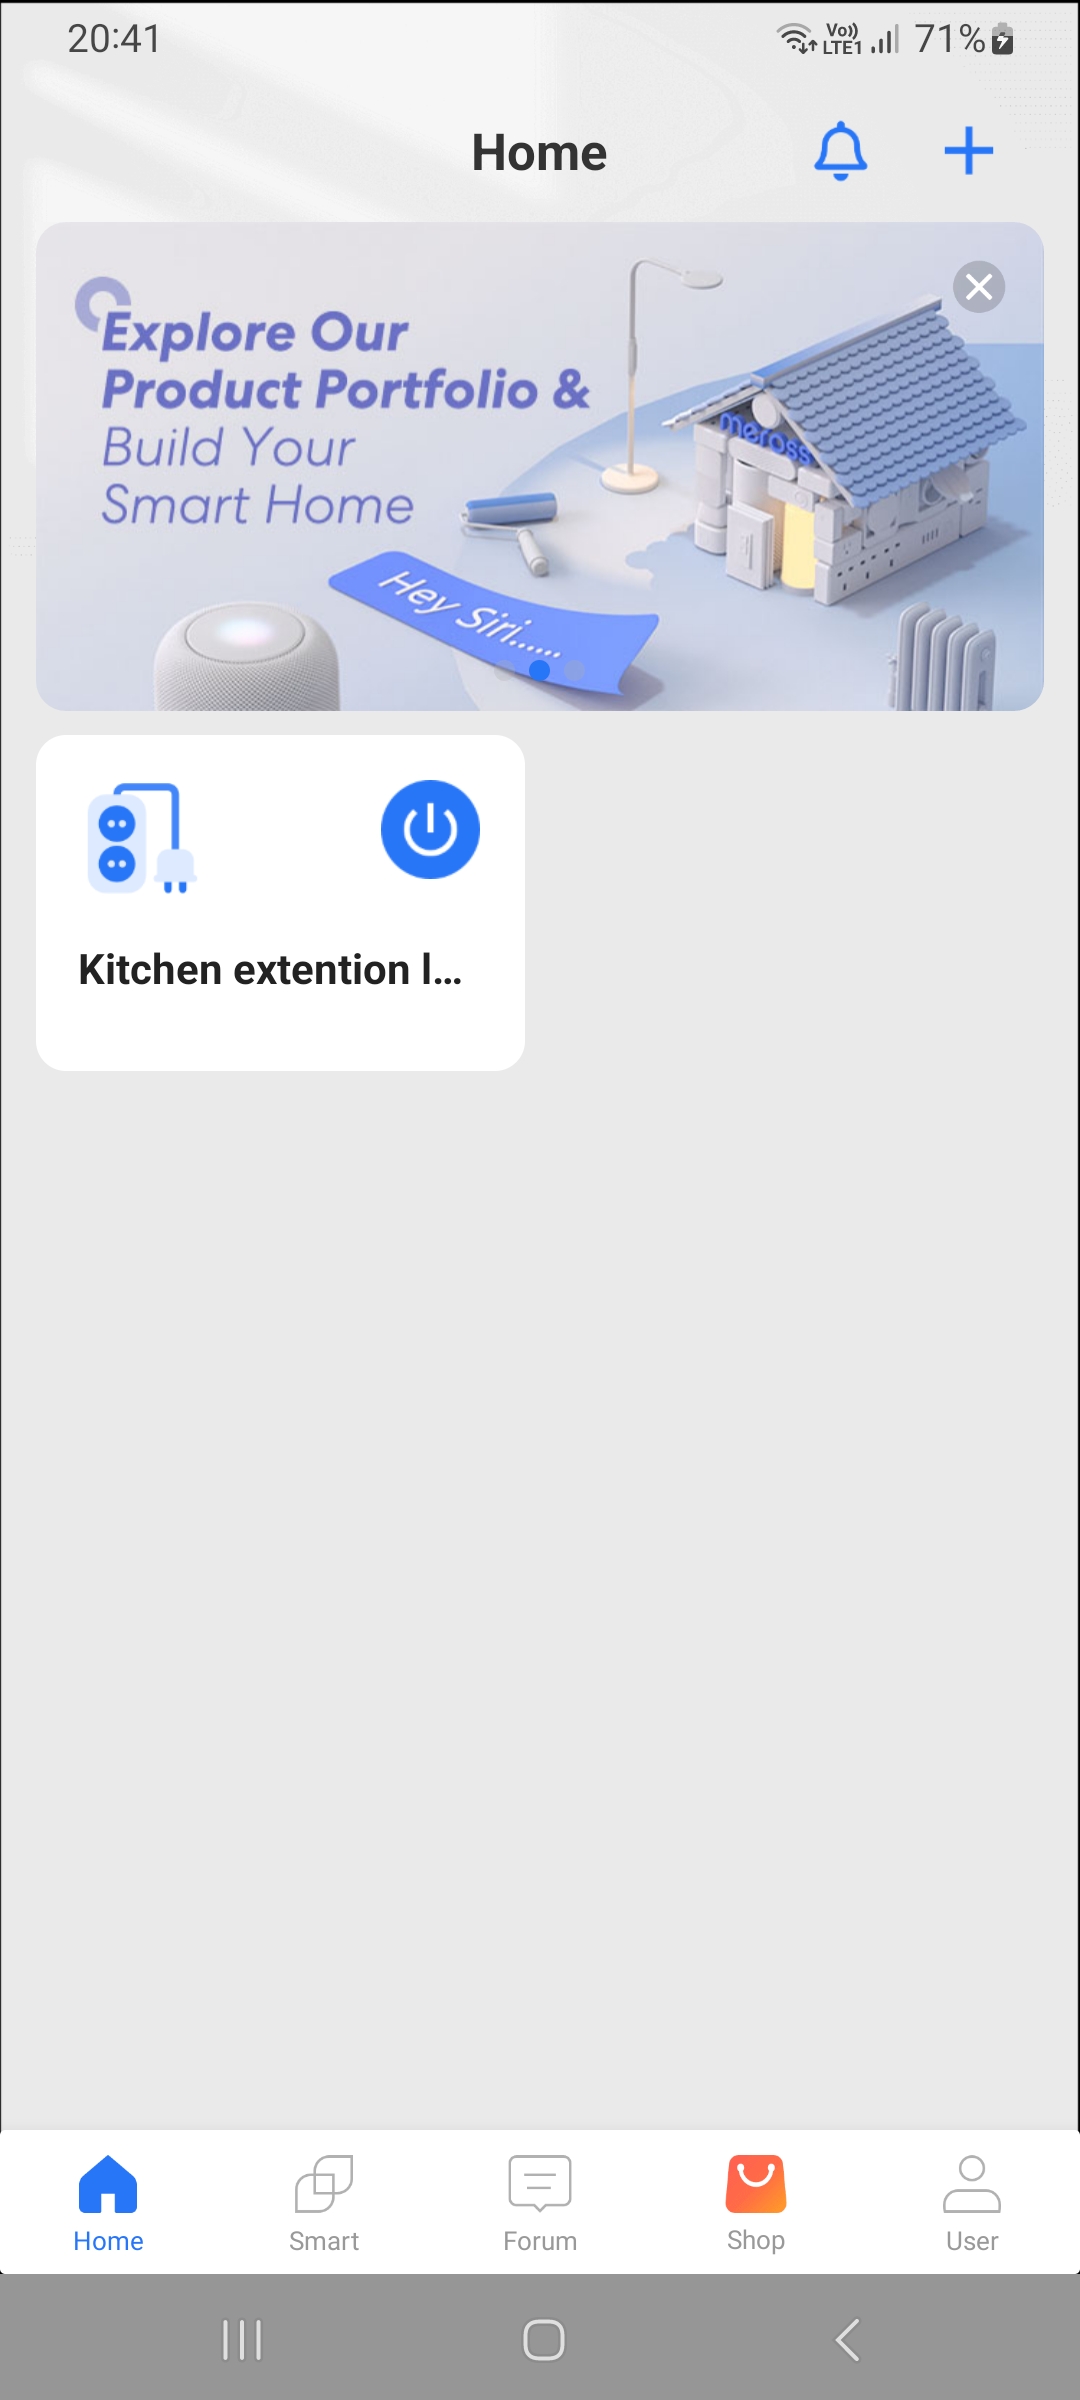 20:41
Vo))
LTE1
71%
Home
Explore Our
Product Portfolio &
Build Your
Smart Home
meross
Hey Siri......
Kitchen extention l...
Home
Smart
Forum
Shop
User